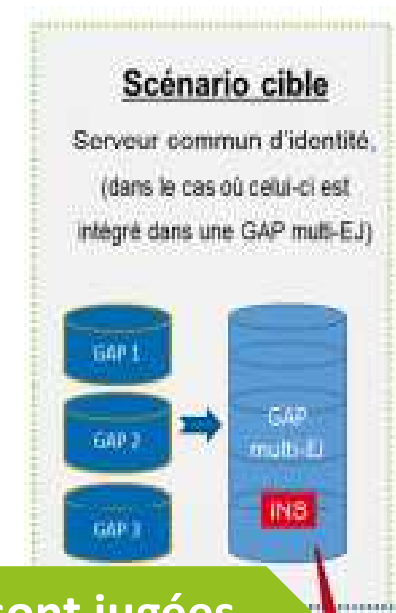 Scénario cible
Serveur commun d'identité,
(dans le cas où celui-ci est
intégré dans une GAP multi-EJ)
GAP 1
GAP 2
GAP 3
GAP
multi-EJ
INS
sont jugées